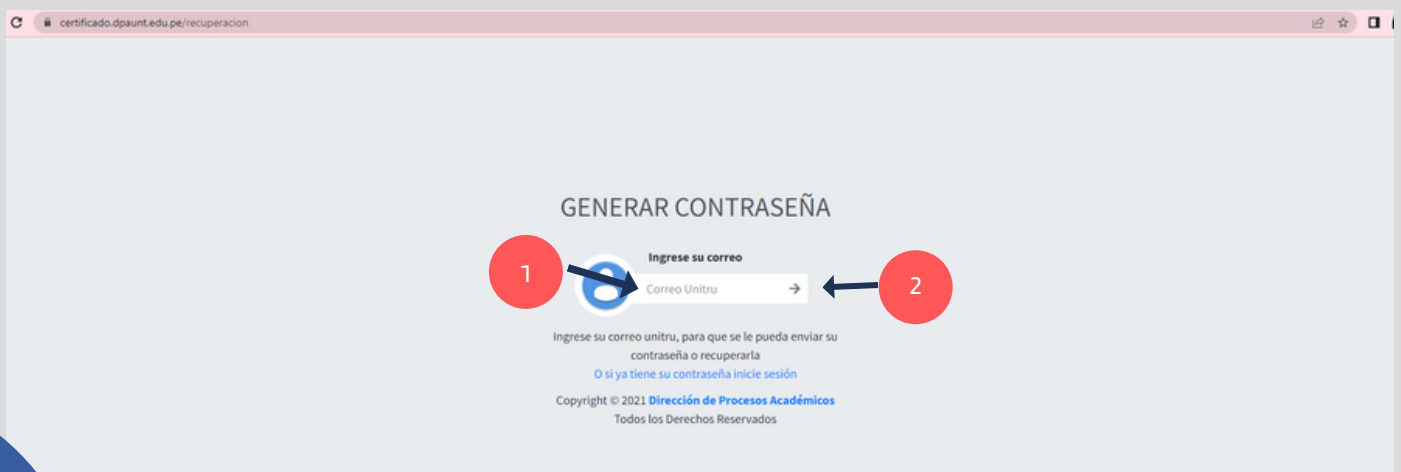 certificado.dpaunt.edu.pe/recuperacion
GENERAR CONTRASEÑA
Ingrese su correo
1
Correo Unitru
2
Ingrese su correo unitru, para que se le pueda enviar su
contraseña o recuperarla
O si ya tiene su contraseña inicie sesión
Copyright © 2021 Dirección de Procesos Académicos
Todos los Derechos Reservados